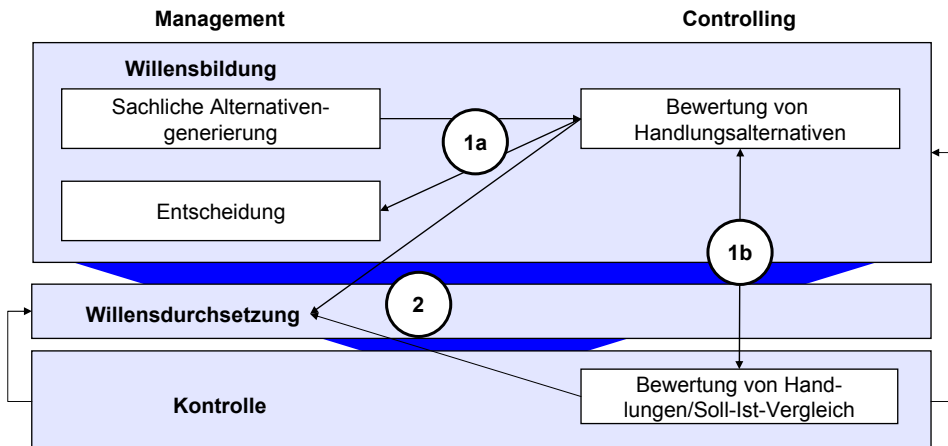 Management
Controlling
Willensbildung
Sachliche Alternativen-
generierung
Bewertung von
Handlungsalternativen
1a
Entscheidung
1b
2
Willensdurchsetzung
Bewertung von Hand-
lungen/Soll-Ist-Vergleich
Kontrolle